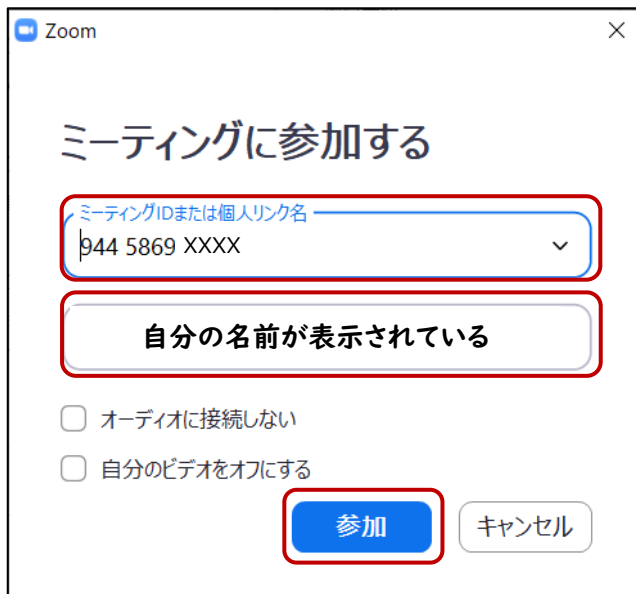 Zoom
ミーティングに参加する
ミーティングIDまたは個人リンク名
944 5869 XXXX
自分の名前が表示されている
オーディオに接続しない
自分のビデオをオフにする
参加 キャンセル